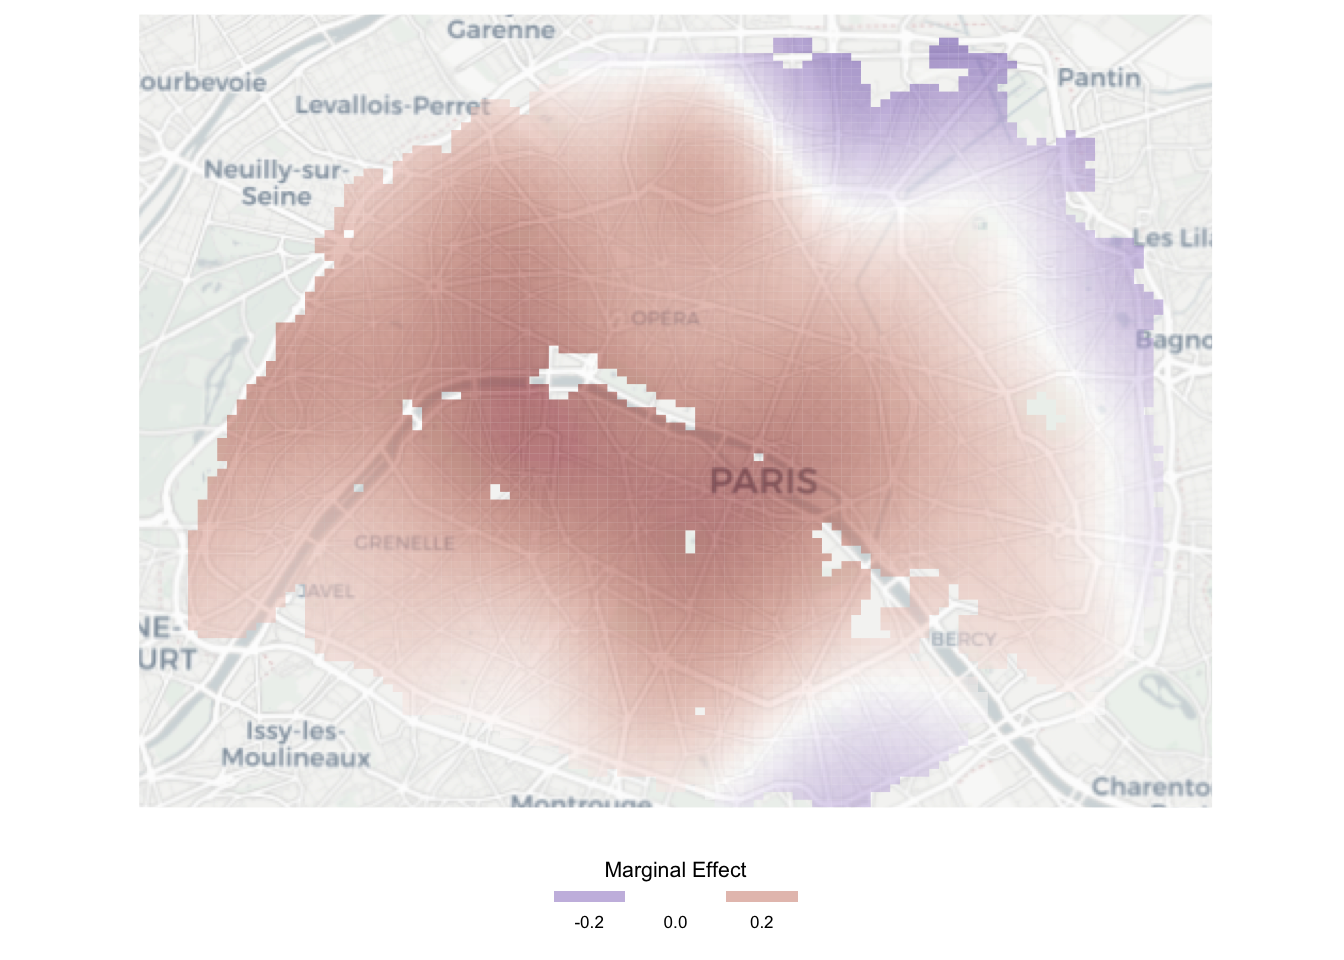 Garenne
ourbevoie
Pantin
Levallois-Perret
Neuilly-sur-
Seine
Les Lila
OPÉRA
Bagno
PARIS
GRENELLE
JAVEL
NE-
URT
BERCY
Issy-les-
Moulineaux
Montrouge
Charento
Marginal Effect
-0.2
0.0
0.2